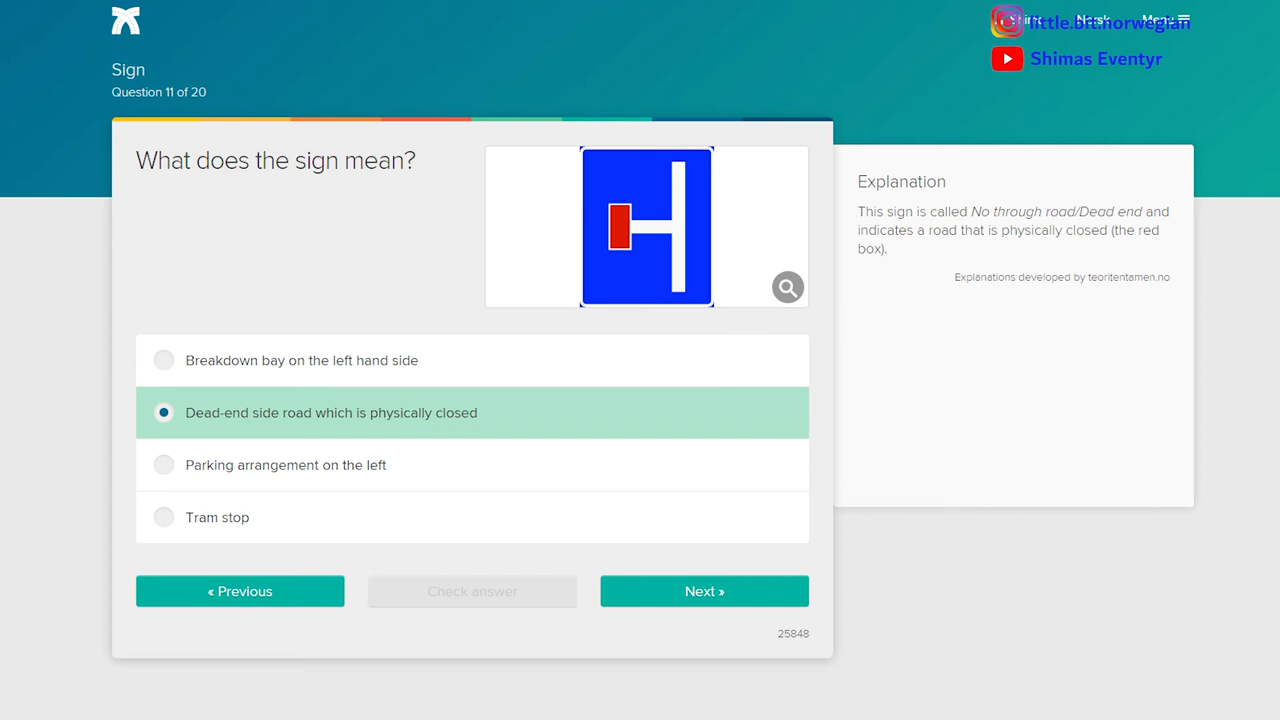 little.bit.norwegian
Shimas Eventyr
Sign
Question 11 of 20
What does the sign mean?
Breakdown bay on the left hand side
Dead-end side road which is physically closed
Parking arrangement on the left
Tram stop
« Previous
Check answer
Next »
25848
Explanation
This sign is called No through road/Dead end and
indicates a road that is physically closed (the red
box).
Explanations developed by teoritentamen.no